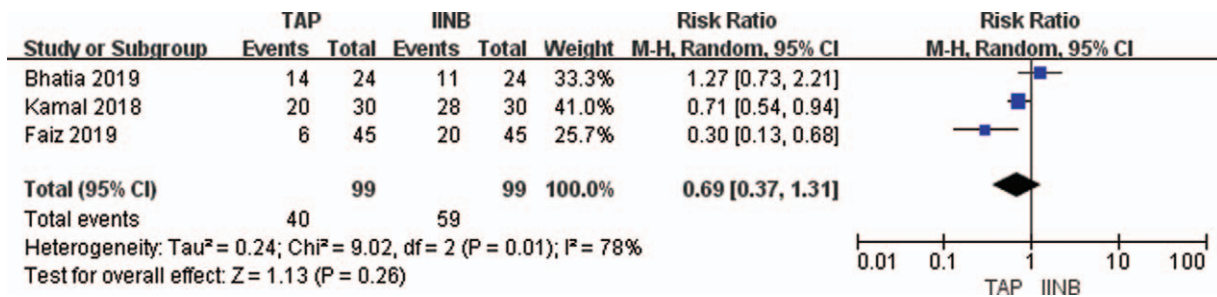 TAP IINB Risk Ratio Risk Ratio
Study or Subgroup Events Total Events Total Weight M-H, Random, 95% CI M-H, Random, 95% CI
Bhatia 2019 14 24 11 24 33.3% 1.27 [0.73, 2.21]
Kamal 2018 20 30 28 30 41.0% 0.71 [0.54, 0.94]
Faiz 2019 6 45 20 45 25.7% 0.30 [0.13, 0.68]
Total (95% CI) 99 99 100.0% 0.69 [0.37, 1.31]
Total events 40 59
Heterogeneity: Tau² = 0.24; Chi² = 9.02, df = 2 (P = 0.01); I² = 78%
Test for overall effect: Z = 1.13 (P = 0.26)
0.01 0.1 1 10 100
TAP IINB